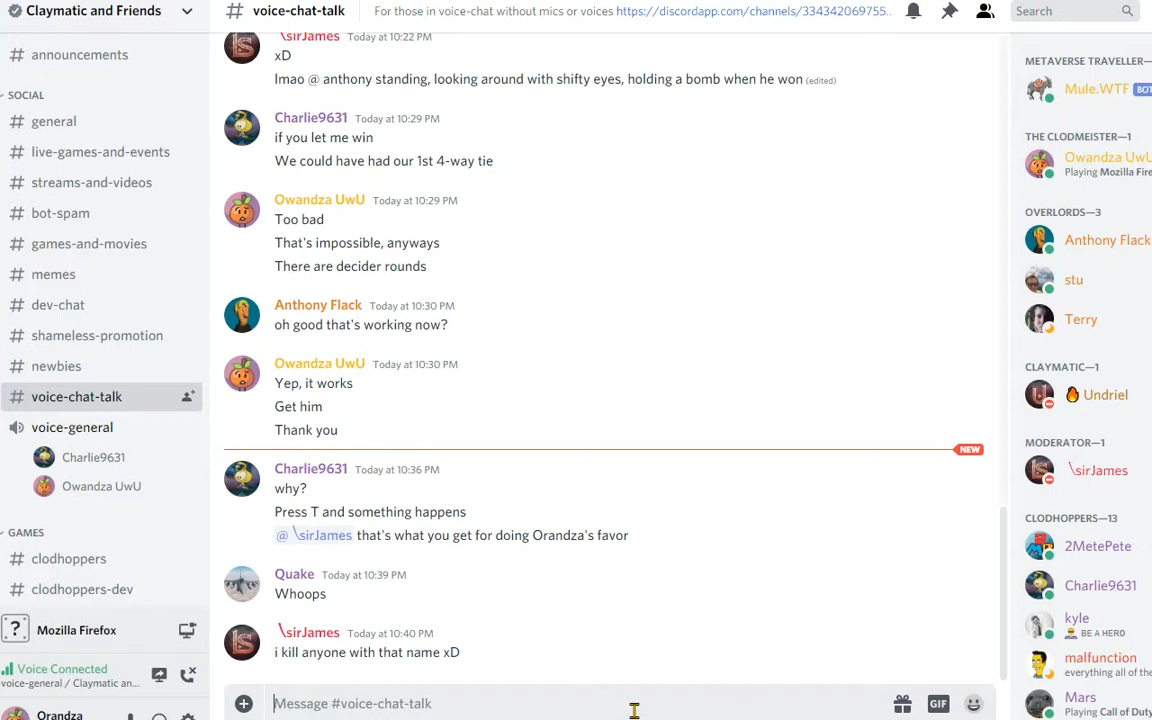 Claymatic and Friends
# announcements
SOCIAL
# general
# live-games-and-events
# streams-and-videos
# bot-spam
# games-and-movies
# memes
# dev-chat
# shameless-promotion
# newbies
# voice-chat-talk
voice-general
Charlie9631
Owandza UwU
GAMES
# clodhoppers
# clodhoppers-dev
? Mozilla Firefox
Voice Connected
voice-general / Claymatic an...
Orandza
# voice-chat-talk
For those in voice-chat without mics or voices https://discordapp.com/channels/334342069755...
Search
\sirJames Today at 10:22 PM
xD
lmao @ anthony standing, looking around with shifty eyes, holding a bomb when he won (edited)
Charlie9631 Today at 10:29 PM
if you let me win
We could have had our 1st 4-way tie
Owandza UwU Today at 10:29 PM
Too bad
That's impossible, anyways
There are decider rounds
Anthony Flack Today at 10:30 PM
oh good that's working now?
Owandza UwU Today at 10:30 PM
Yep, it works
Get him
Thank you
NEW
Charlie9631 Today at 10:36 PM
why?
Press T and something happens
@ \sirJames that's what you get for doing Orandza's favor
Quake Today at 10:39 PM
Whoops
\sirJames Today at 10:40 PM
i kill anyone with that name xD
Message #voice-chat-talk
GIF
METAVERSE TRAVELLER—
Mule.WTF BOT
THE CLODMEISTER—1
Owandza UwU
Playing Mozilla Fire
OVERLORDS—3
Anthony Flack
stu
Terry
CLAYMATIC—1
🔥 Undriel
MODERATOR—1
\sirJames
CLODHOPPERS—13
2MetePete
Charlie9631
kyle
BE A HERO
malfunction
everything all of the
Mars
Playing Call of Duty